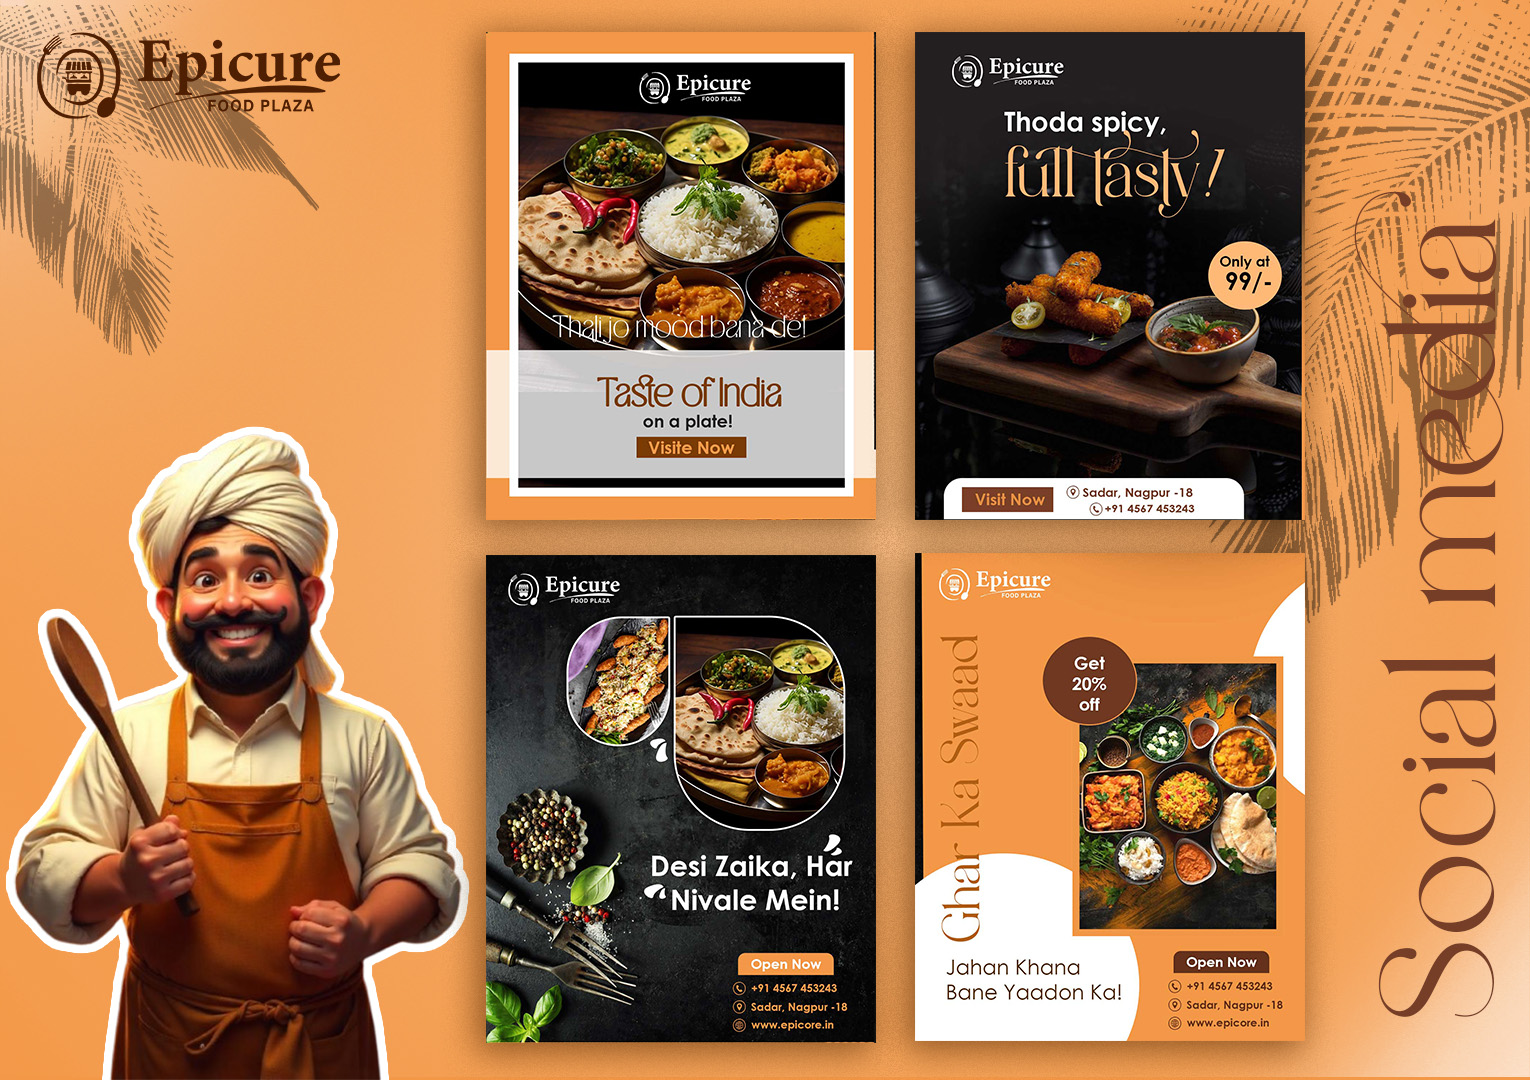 Epicure
FOOD PLAZA
Epicure
FOOD PLAZA
Thali jo mood bana de!
Taste of India
on a plate!
Visite Now
Epicure
FOOD PLAZA
Thoda spicy,
full tasty!
Only at
99/-
Visit Now
Sadar, Nagpur -18
+91 4567 453243
Epicure
FOOD PLAZA
Desi Zaika, Har
Nivale Mein!
Open Now
+91 4567 453243
Sadar, Nagpur -18
www.epicore.in
Epicure
FOOD PLAZA
Ghar Ka Swaad
Get
20%
off
Jahan Khana
Bane Yaadon Ka!
Open Now
+91 4567 453243
Sadar, Nagpur -18
www.epicore.in
Social media